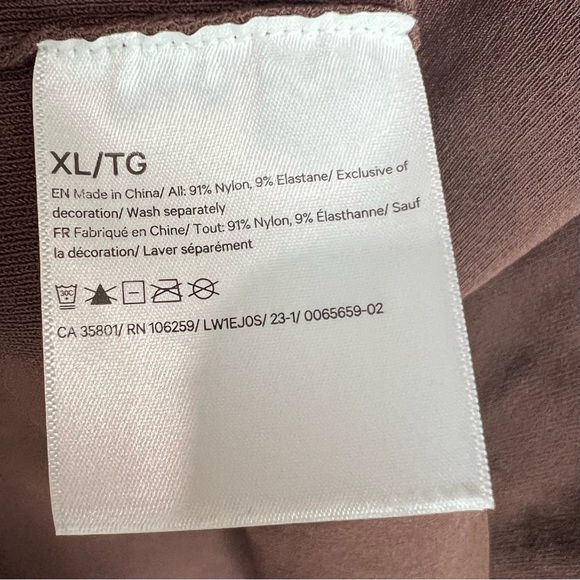 XL/TG
EN Made in China/ All: 91% Nylon, 9% Elastane/ Exclusive of
decoration/ Wash separately
FR Fabriqué en Chine/ Tout: 91% Nylon, 9% Élasthanne/ Sauf
la décoration/ Laver séparément
30C
CA 35801/ RN 106259/ LW1EJ0S/ 23-1/ 0065659-02